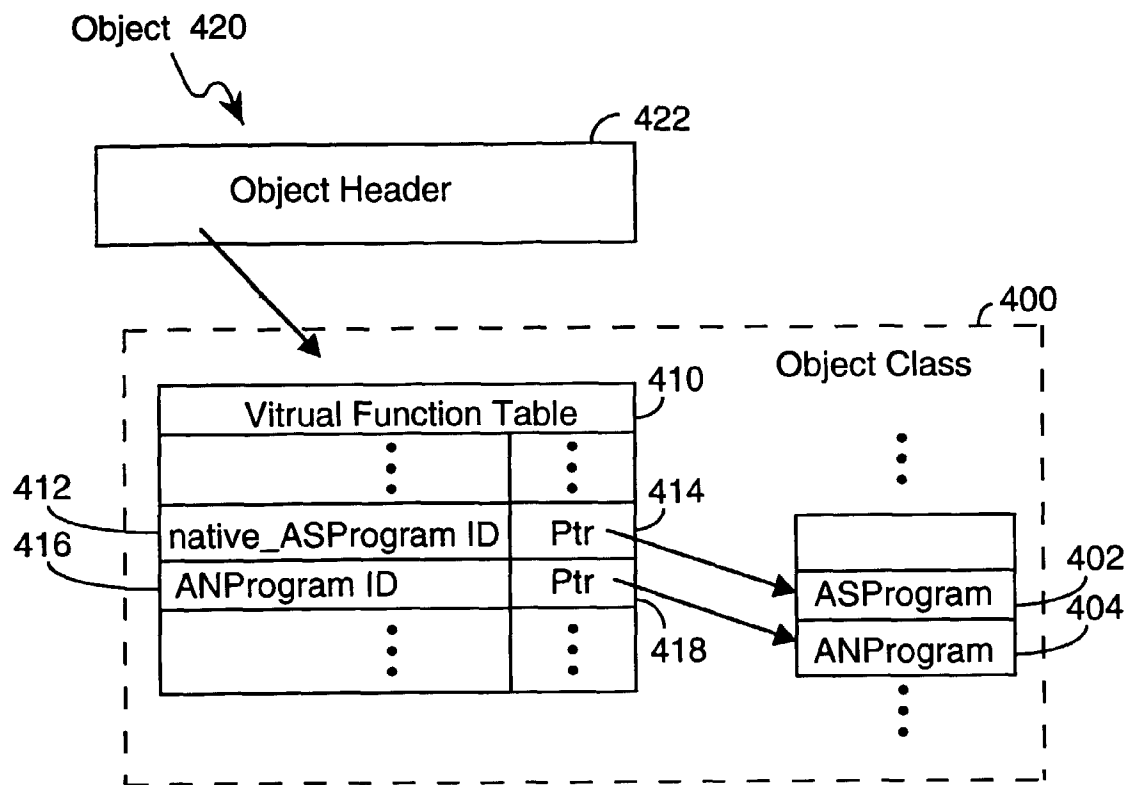 Object 420
422
Object Header
400
Object Class
410
Vitrual Function Table
412
414
native_ASProgram ID Ptr
416
ANProgram ID Ptr
402
ASProgram
404
ANProgram
418